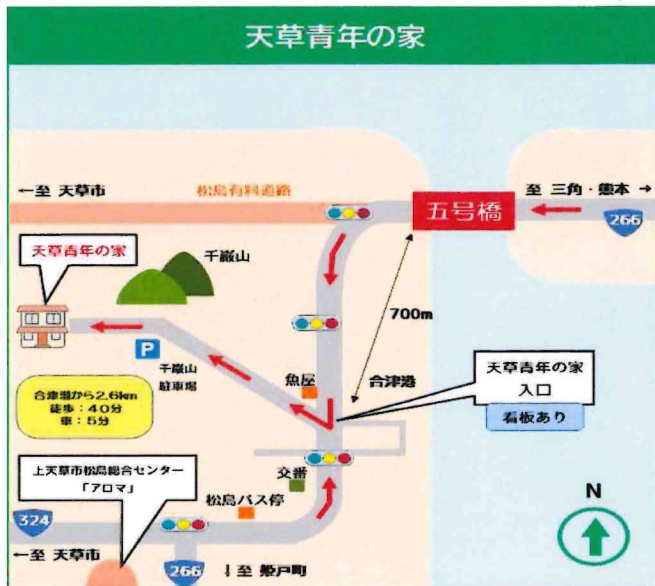 天草青年の家
←至 天草市
松島有料道路
五号橋
至 三角・熊本 →
266
天草青年の家
千巌山
700m
P
千巌山
駐車場
魚屋
合津港
天草青年の家
入口
看板あり
合津港から2.6km
徒歩：40分
車：5分
上天草市松島総合センター
「アロマ」
交番
松島バス停
N
324
←至 天草市
266
↓至 姫戸町